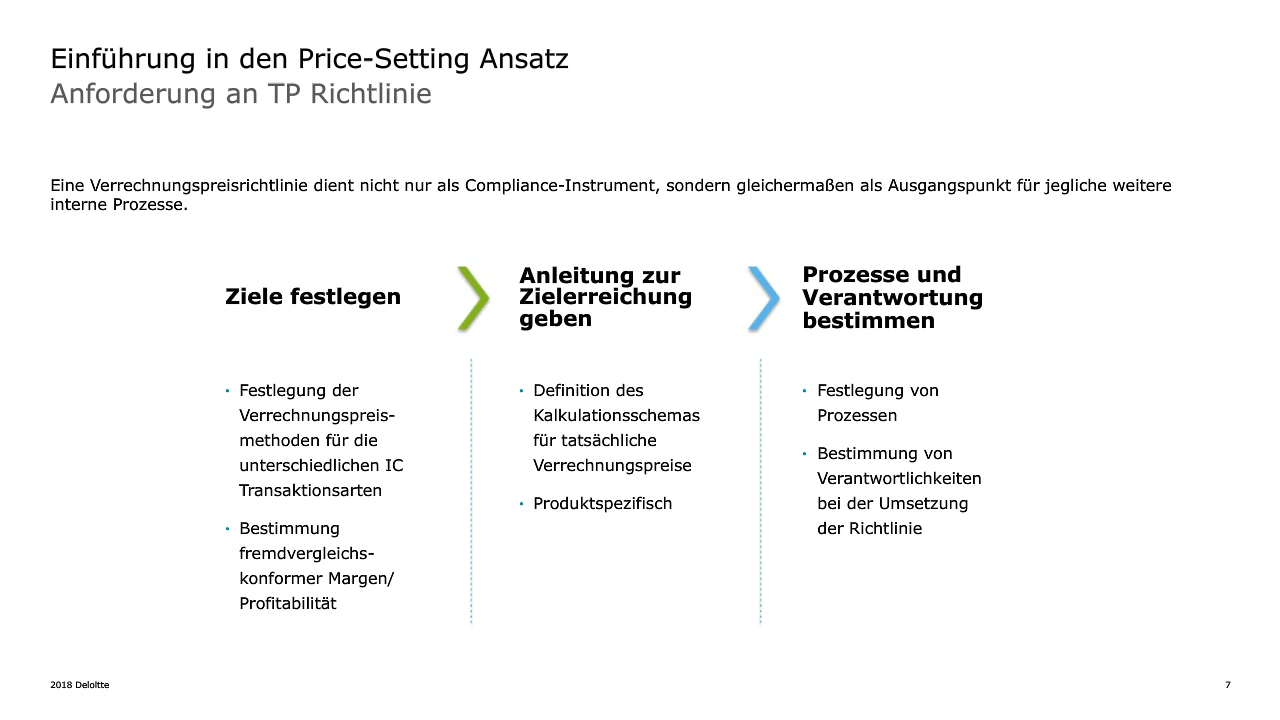 Einführung in den Price-Setting Ansatz
Anforderung an TP Richtlinie
Eine Verrechnungspreisrichtlinie dient nicht nur als Compliance-Instrument, sondern gleichermaßen als Ausgangspunkt für jegliche weitere
interne Prozesse.
Ziele festlegen
• Festlegung der
Verrechnungspreis-
methoden für die
unterschiedlichen IC
Transaktionsarten
• Bestimmung
fremdvergleichs-
konformer Margen/
Profitabilität
Anleitung zur
Zielerreichung
geben
• Definition des
Kalkulationsschemas
für tatsächliche
Verrechnungspreise
• Produktspezifisch
Prozesse und
Verantwortung
bestimmen
• Festlegung von
Prozessen
• Bestimmung von
Verantwortlichkeiten
bei der Umsetzung
der Richtlinie
2018 Deloitte
7